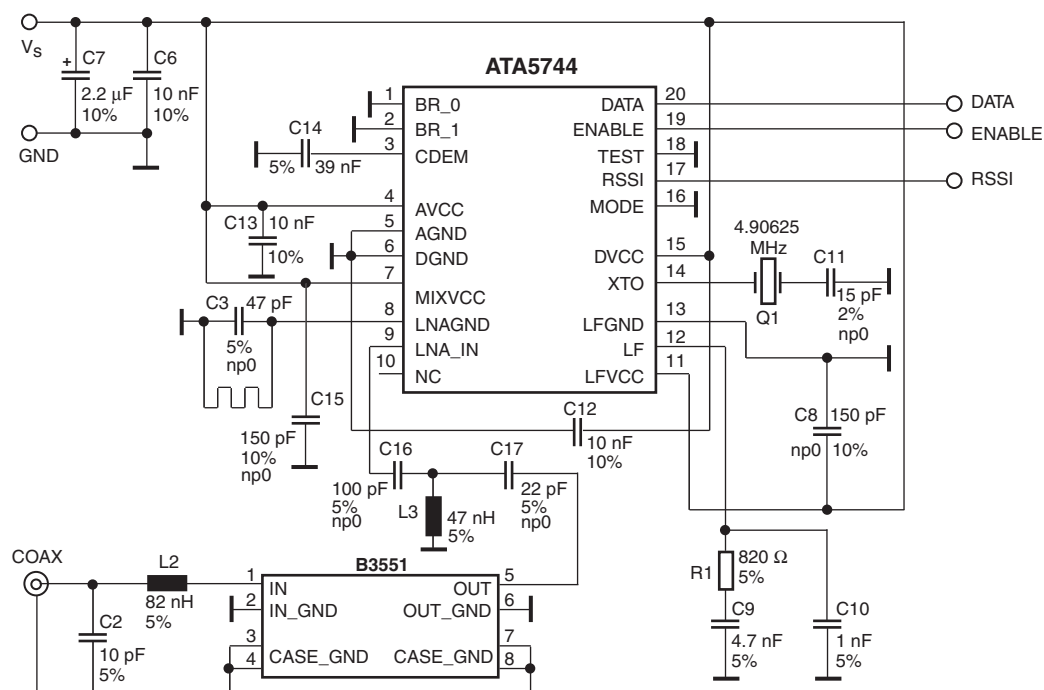 ATA5744
VS
+ C7
2.2 µF
10%
C6
10 nF
10%
GND
C14
5%
39 nF
1 BR_0
2 BR_1
3 CDEM
4 AVCC
5 AGND
6 DGND
7 MIXVCC
8 LNAGND
9 LNA_IN
10 NC
DATA 20
ENABLE 19
TEST 18
RSSI 17
MODE 16
DVCC 15
XTO 14
LFGND 13
LF 12
LFVCC 11
DATA
ENABLE
RSSI
C13
10 nF
10%
4.90625
MHz
Q1
C11
15 pF
2%
np0
C3
47 pF
5%
np0
C15
150 pF
10%
np0
C12
10 nF
10%
C8
150 pF
np0
10%
C16
100 pF
5%
np0
C17
22 pF
5%
np0
L3
47 nH
5%
COAX
L2
82 nH
5%
C2
10 pF
5%
B3551
1 IN
2 IN_GND
3
4 CASE_GND
OUT 5
OUT_GND 6
7
CASE_GND 8
R1
820 Ω
5%
C9
4.7 nF
5%
C10
1 nF
5%